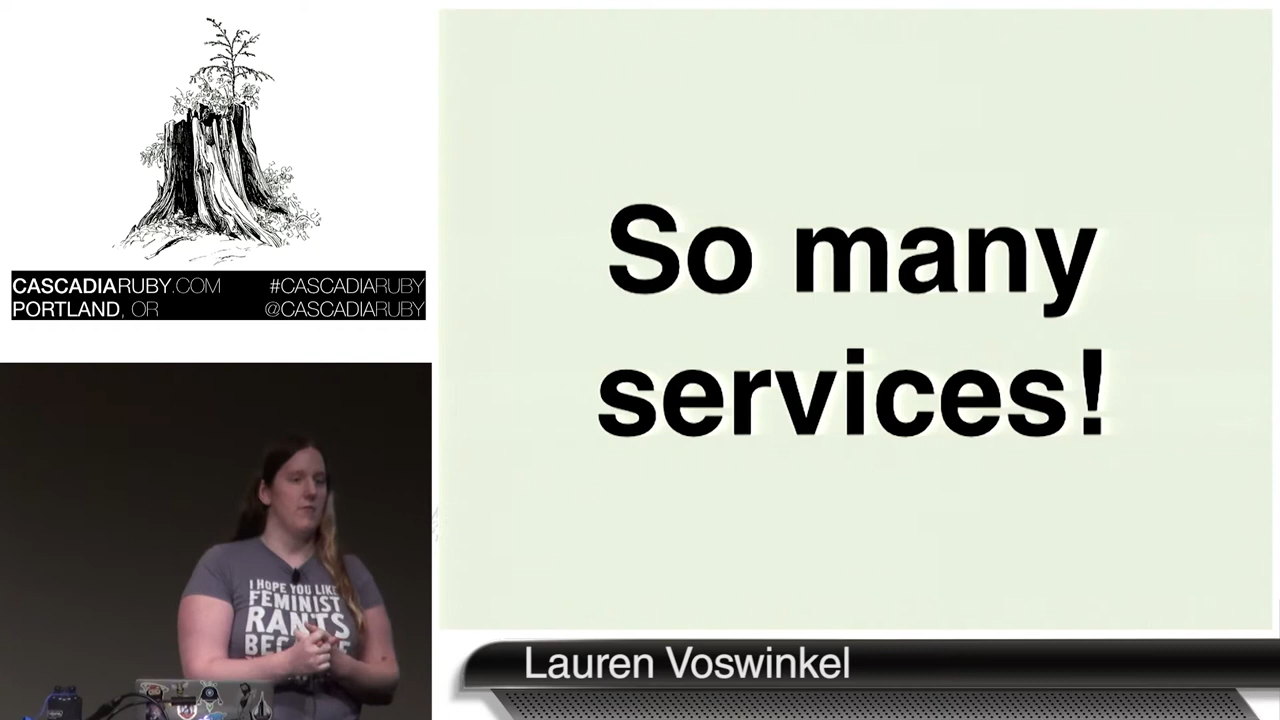 CASCADIARUBY.COM #CASCADIARUBY
PORTLAND, OR @CASCADIARUBY
So many
services!
I HOPE YOU LIKE
FEMINIST
RANTS
Lauren Voswinkel